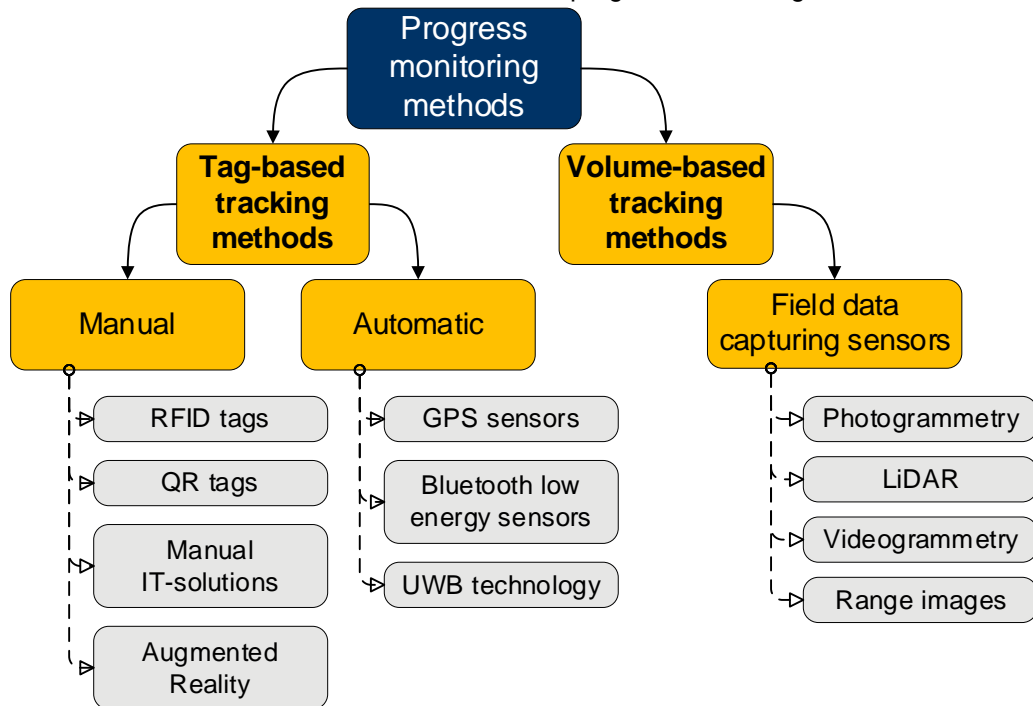 Progress
monitoring
methods
Tag-based
tracking
methods
Volume-based
tracking
methods
Manual
Automatic
Field data
capturing sensors
RFID tags
QR tags
Manual
IT-solutions
Augmented
Reality
GPS sensors
Bluetooth low
energy sensors
UWB technology
Photogrammetry
LiDAR
Videogrammetry
Range images